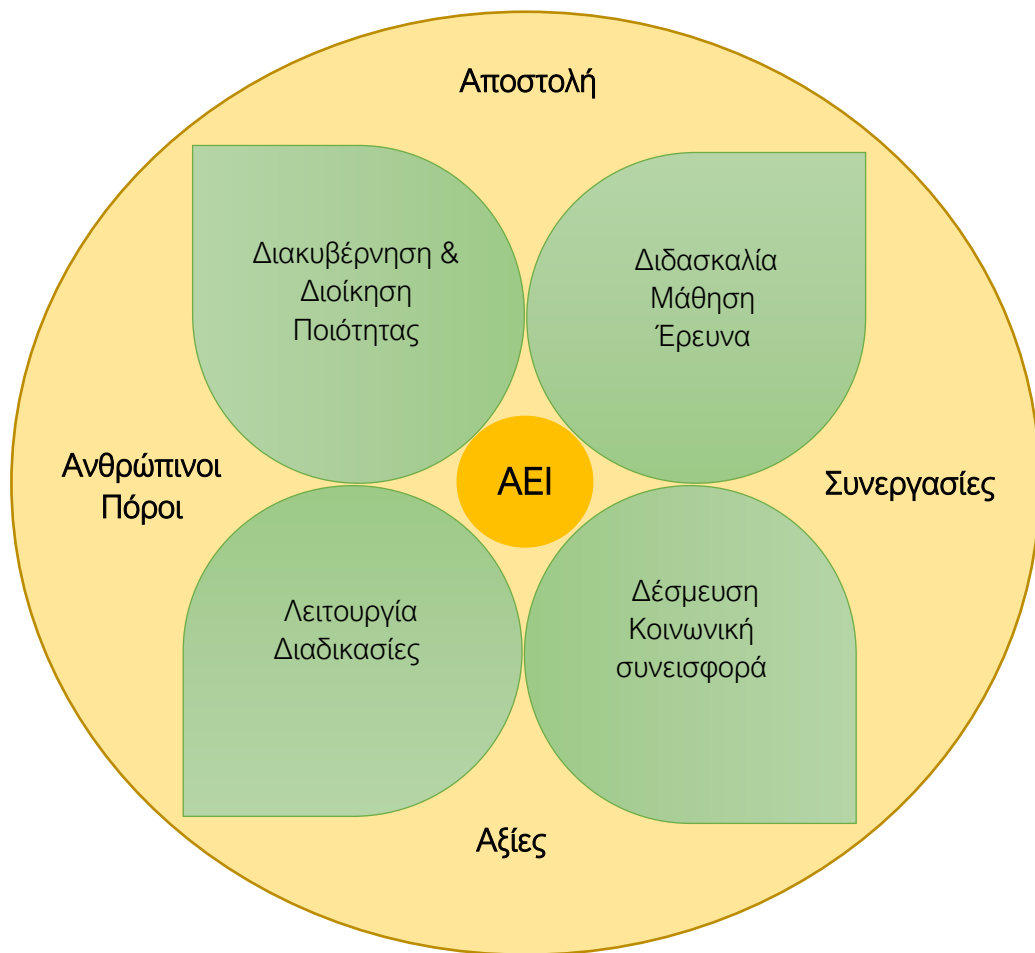 Αποστολή
Διακυβέρνηση &
Διοίκηση
Ποιότητας
Διδασκαλία
Μάθηση
Έρευνα
Ανθρώπινοι
Πόροι
ΑΕΙ
Συνεργασίες
Λειτουργία
Διαδικασίες
Δέσμευση
Κοινωνική
συνεισφορά
Αξίες